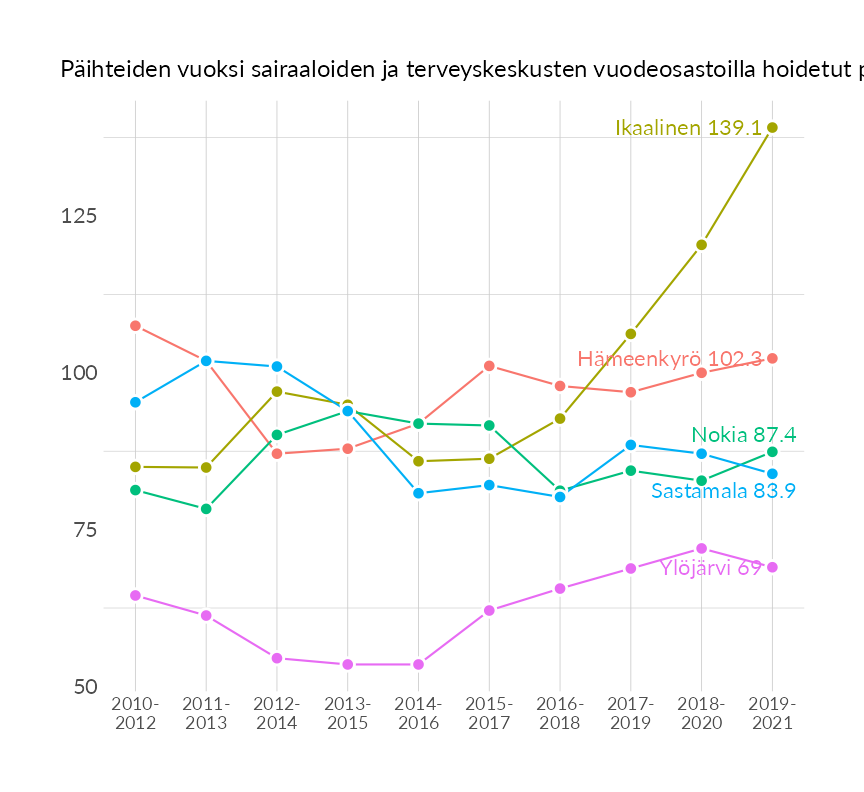 Päihteiden vuoksi sairaaloiden ja terveyskeskusten vuodeosastoilla hoidetut
Ikaalinen 139.1
125
Hämeenkyrö 102.3
100
Nokia 87.4
Sastamala 83.9
75
Ylöjärvi 69
50
2010- 2011- 2012- 2013- 2014- 2015- 2016- 2017- 2018- 2019-
2012 2013 2014 2015 2016 2017 2018 2019 2020 2021